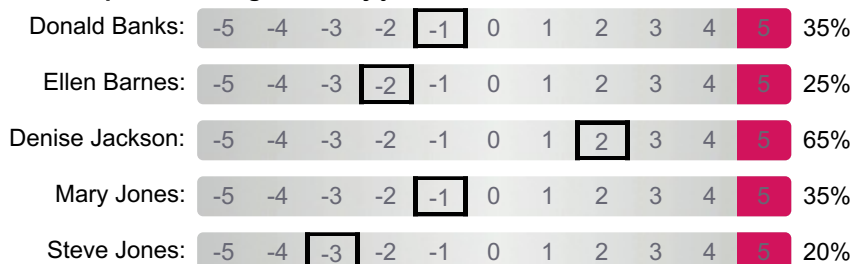 Donald Banks: -5 -4 -3 -2 -1 0 1 2 3 4 5 35%
Ellen Barnes: -5 -4 -3 -2 -1 0 1 2 3 4 5 25%
Denise Jackson: -5 -4 -3 -2 -1 0 1 2 3 4 5 65%
Mary Jones: -5 -4 -3 -2 -1 0 1 2 3 4 5 35%
Steve Jones: -5 -4 -3 -2 -1 0 1 2 3 4 5 20%